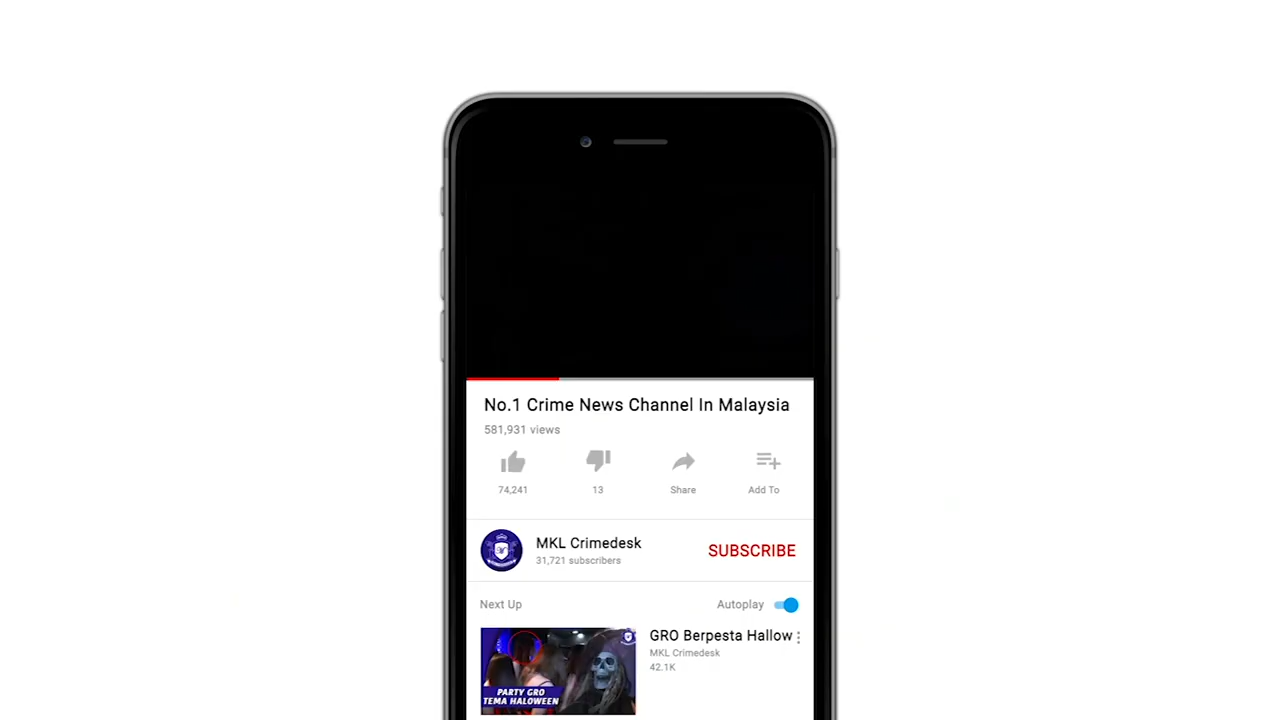 No.1 Crime News Channel In Malaysia
581,931 views
74,241
13
Share
Add To
MKL Crimedesk
31,721 subscribers
SUBSCRIBE
Next Up
Autoplay
GRO Berpesta Hallow
MKL Crimedesk
42.1K
PARTY GRO
TEMA HALOWEEN